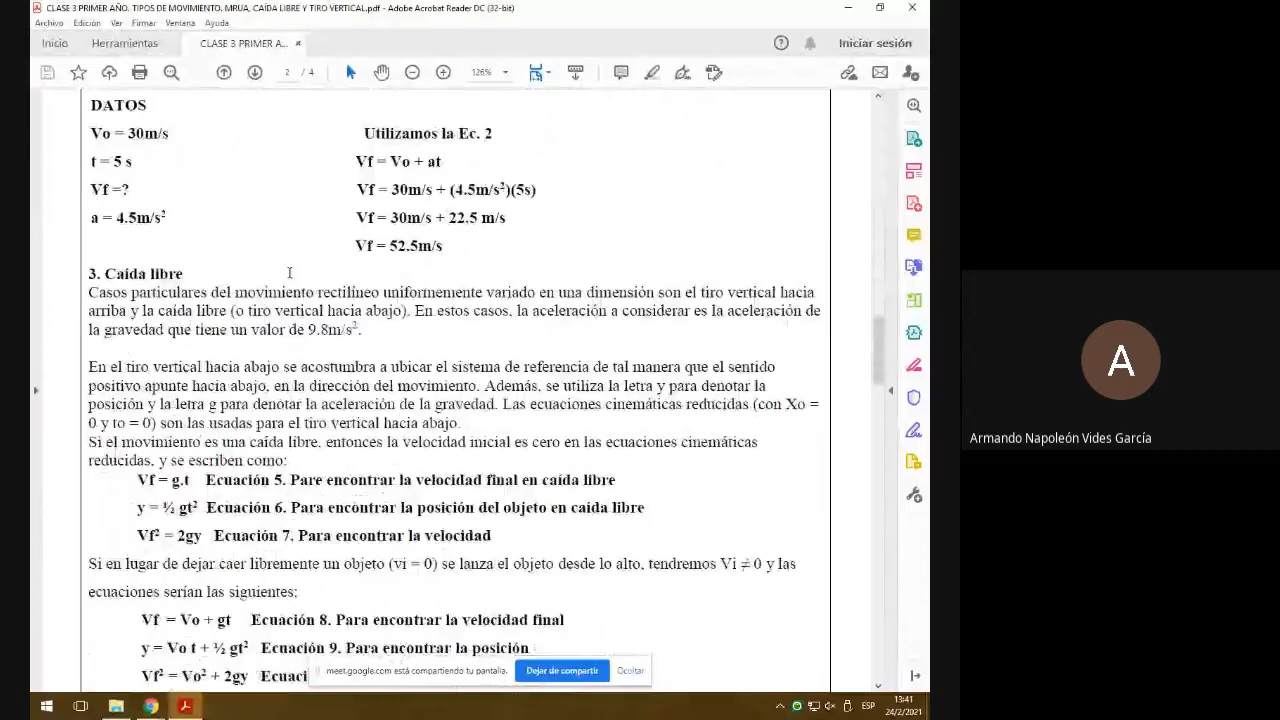 CLASE 3 PRIMER AÑO. TIPOS DE MOVIMIENTO. MRUA, CAÍDA LIBRE Y TIRO VERTICAL.pdf - Adobe Acrobat Reader DC (32-bit)
Archivo Edición Ver Firmar Ventana Ayuda
Inicio Herramientas CLASE 3 PRIMER A... × Iniciar sesión
2 / 4 126%
DATOS
Vo = 30m/s Utilizamos la Ec. 2
t = 5 s Vf = Vo + at
Vf =? Vf = 30m/s + (4.5m/s²)(5s)
a = 4.5m/s² Vf = 30m/s + 22.5 m/s
Vf = 52.5m/s
3. Caída libre
Casos particulares del movimiento rectilíneo uniformemente variado en una dimensión son el tiro vertical hacia
arriba y la caída libre (o tiro vertical hacia abajo). En estos casos, la aceleración a considerar es la aceleración de
la gravedad que tiene un valor de 9.8m/s².
En el tiro vertical hacia abajo se acostumbra a ubicar el sistema de referencia de tal manera que el sentido
positivo apunte hacia abajo, en la dirección del movimiento. Además, se utiliza la letra y para denotar la
posición y la letra g para denotar la aceleración de la gravedad. Las ecuaciones cinemáticas reducidas (con Xo =
0 y to = 0) son las usadas para el tiro vertical hacia abajo.
Si el movimiento es una caída libre, entonces la velocidad inicial es cero en las ecuaciones cinemáticas
reducidas, y se escriben como:
Vf = g.t Ecuación 5. Pare encontrar la velocidad final en caída libre
y = ½ gt² Ecuación 6. Para encontrar la posición del objeto en caída libre
Vf² = 2gy Ecuación 7. Para encontrar la velocidad
Si en lugar de dejar caer libremente un objeto (vi = 0) se lanza el objeto desde lo alto, tendremos Vi ≠ 0 y las
ecuaciones serían las siguientes:
Vf = Vo + gt Ecuación 8. Para encontrar la velocidad final
y = Vo t + ½ gt² Ecuación 9. Para encontrar la posición
Vf² = Vo² + 2gy Ecuaci
meet.google.com está compartiendo tu pantalla. Dejar de compartir Ocultar
ESP 13:41
24/2/2021
A
Armando Napoleón Vides García